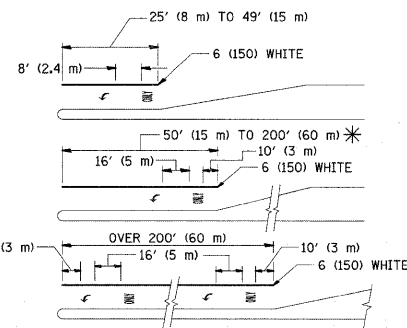 25' (8 m) TO 49' (15 m)
6 (150) WHITE
8' (2.4 m)
ONLY
50' (15 m) TO 200' (60 m) *
16' (5 m)
10' (3 m)
6 (150) WHITE
ONLY
OVER 200' (60 m)
(3 m)
16' (5 m)
10' (3 m)
6 (150) WHITE
ONLY
ONLY